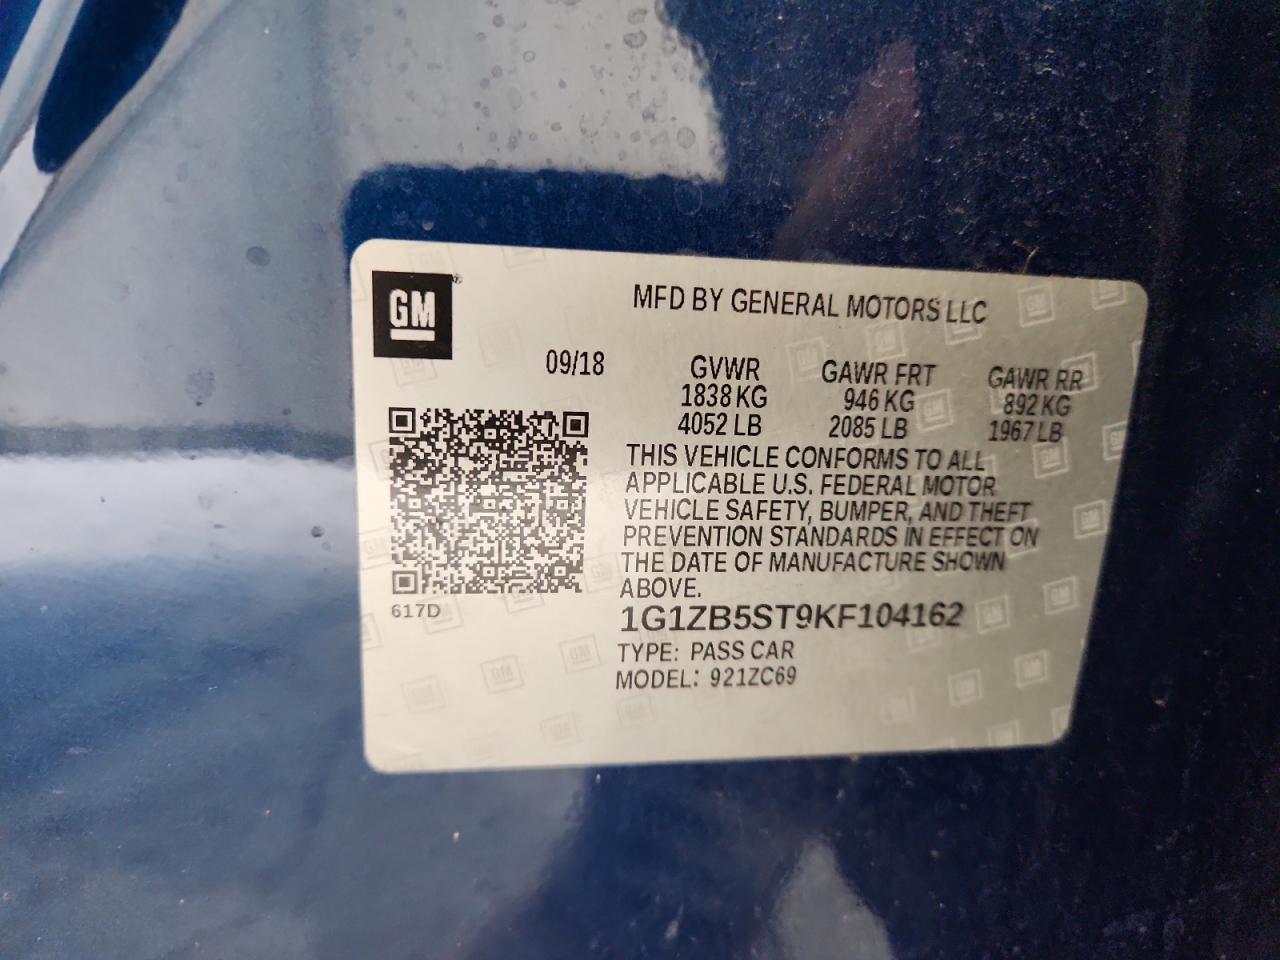 GM
MFD BY GENERAL MOTORS LLC
09/18 GVWR GAWR FRT GAWR RR
1838 KG 946 KG 892 KG
4052 LB 2085 LB 1967 LB
THIS VEHICLE CONFORMS TO ALL
APPLICABLE U.S. FEDERAL MOTOR
VEHICLE SAFETY, BUMPER, AND THEFT
PREVENTION STANDARDS IN EFFECT ON
THE DATE OF MANUFACTURE SHOWN
ABOVE.
617D
1G1ZB5ST9KF104162
TYPE: PASS CAR
MODEL: 921ZC69